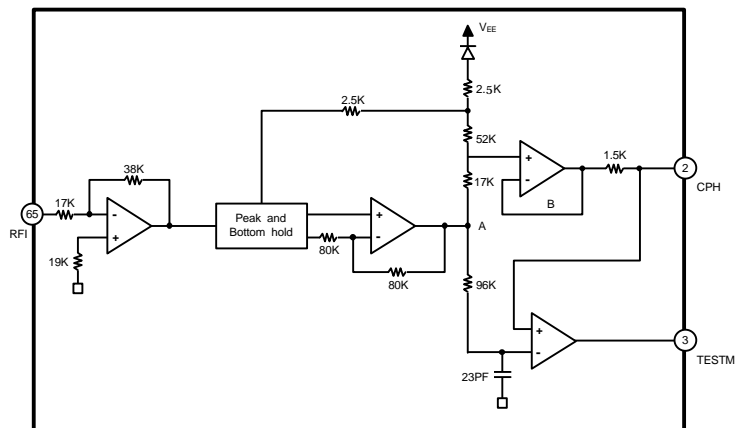 VEE
2.5K
2.5K
52K
38K
1.5K
2
17K
+
-
17K
B
CPH
65
-
+
RFI
Peak and
Bottom hold
+
-
A
19K
80K
80K
96K
+
-
3
TESTM
23PF